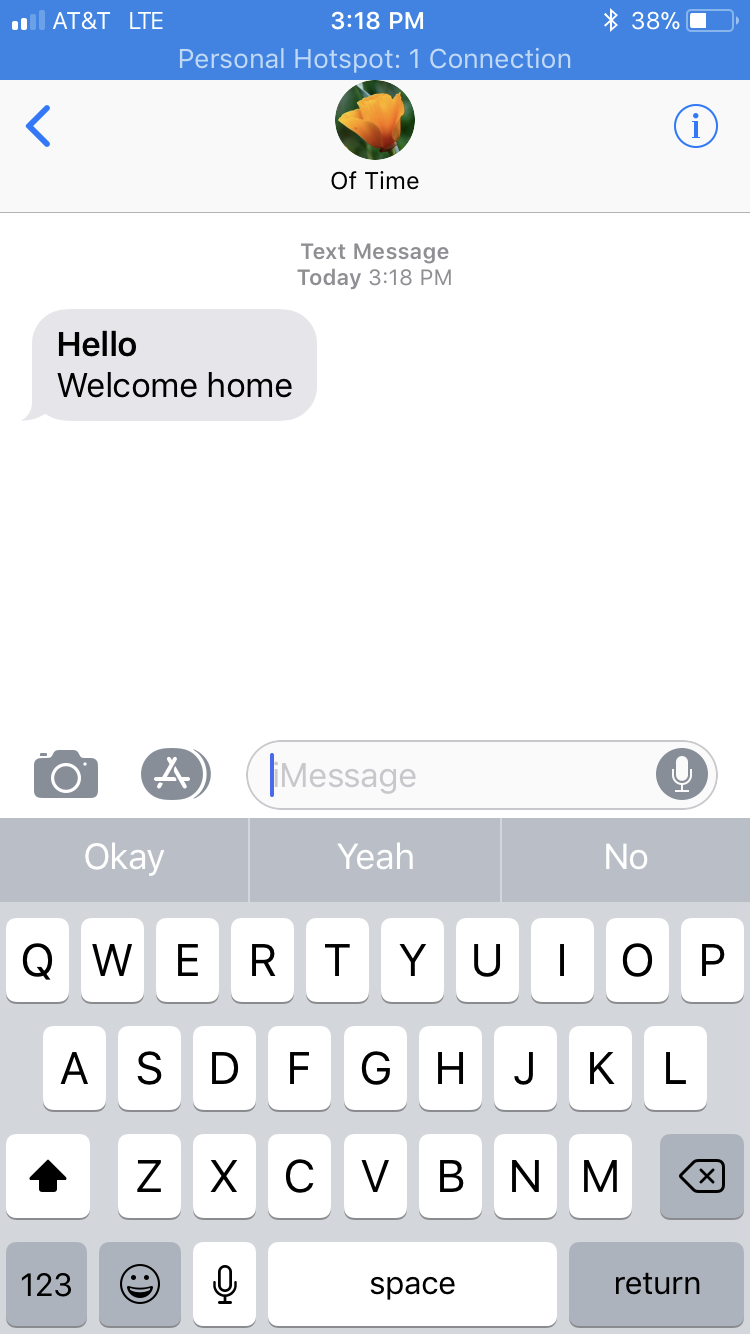 AT&T LTE 3:18 PM 38%
Personal Hotspot: 1 Connection
i
Of Time
Text Message
Today 3:18 PM
Hello
Welcome home
iMessage
Okay Yeah No
Q W E R T Y U I O P
A S D F G H J K L
Z X C V B N M
123 space return